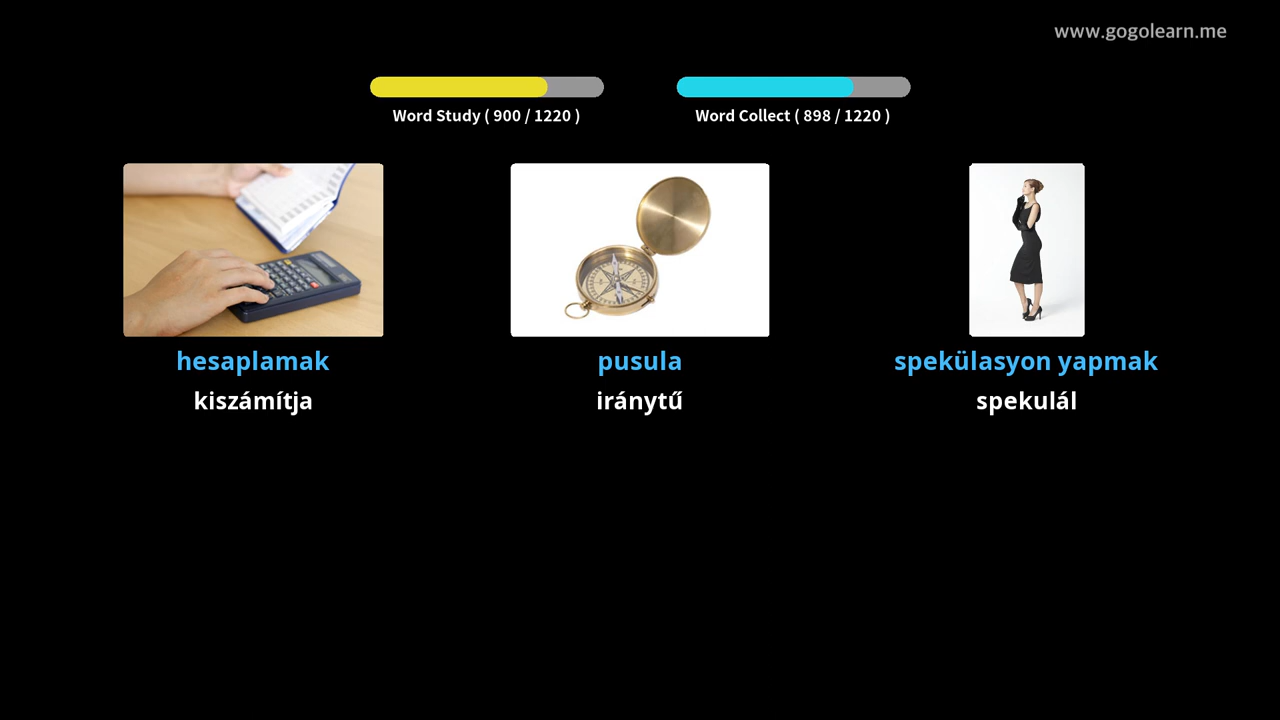 www.gogolearn.me
Word Study ( 900 / 1220 )
Word Collect ( 898 / 1220 )
hesaplamak
kiszámítja
pusula
iránytű
spekülasyon yapmak
spekulál